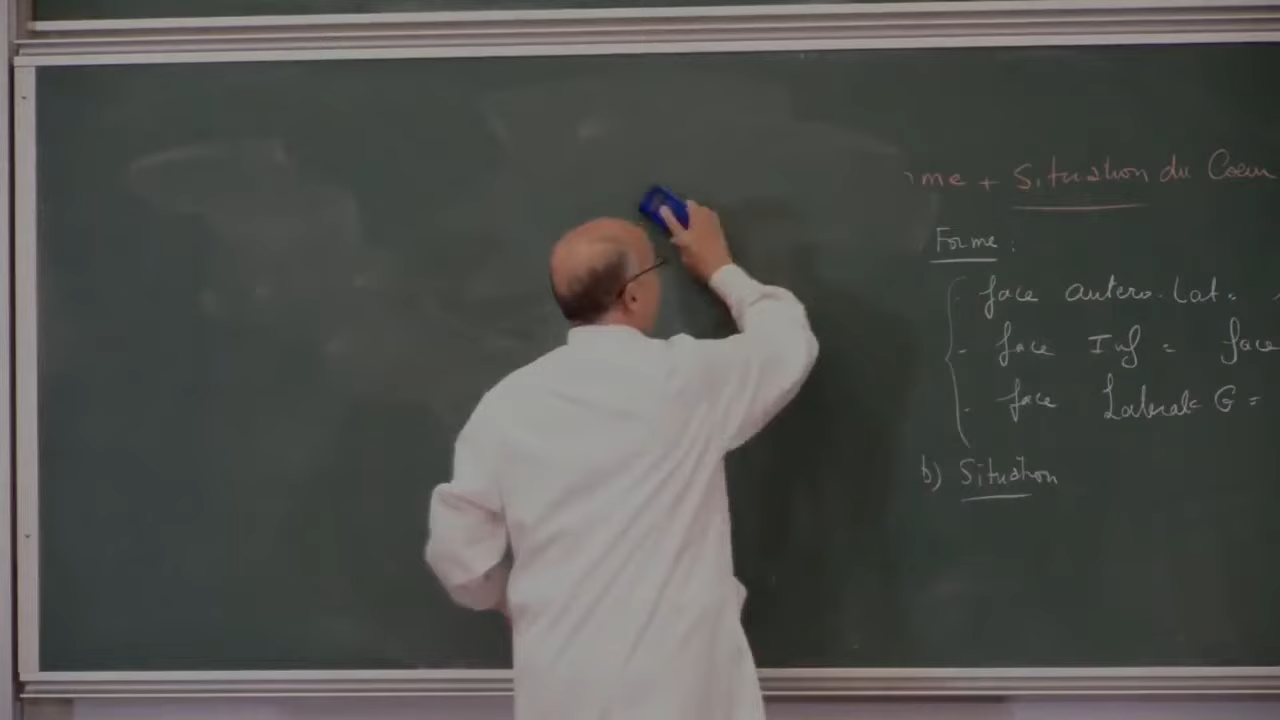 me + Situation du Coeur
Forme :
- face antero. Lat. =
- face Inf = face
- face Laterale G =
b) Situation